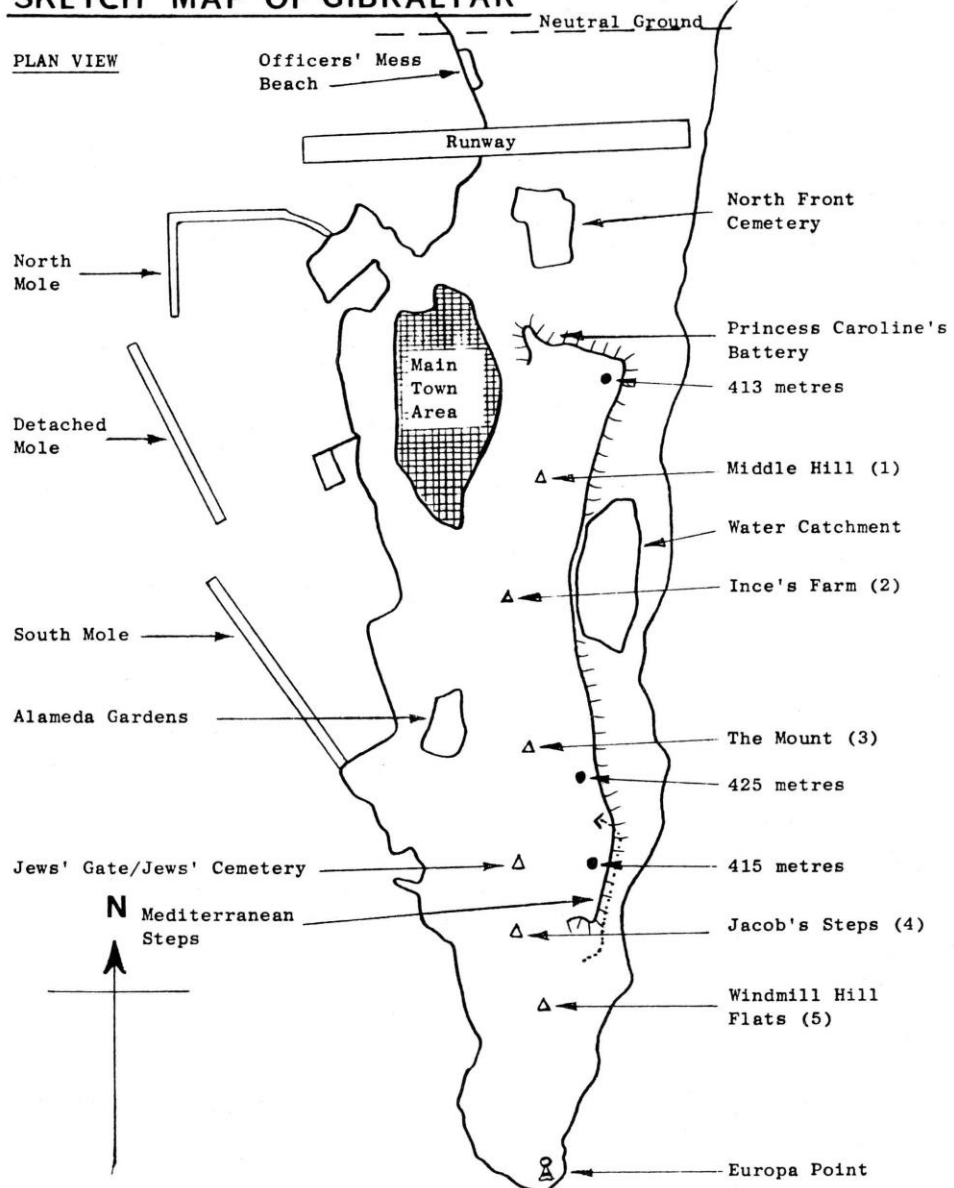 SKETCH MAP OF GIBRALTAR
Neutral Ground
PLAN VIEW
Officers' Mess
Beach
Runway
North Front
Cemetery
North
Mole
Princess Caroline's
Battery
Main
Town
Area
413 metres
Detached
Mole
Middle Hill (1)
Water Catchment
Ince's Farm (2)
South Mole
Alameda Gardens
The Mount (3)
425 metres
Jews' Gate/Jews' Cemetery
415 metres
N
Mediterranean
Steps
Jacob's Steps (4)
Windmill Hill
Flats (5)
Europa Point